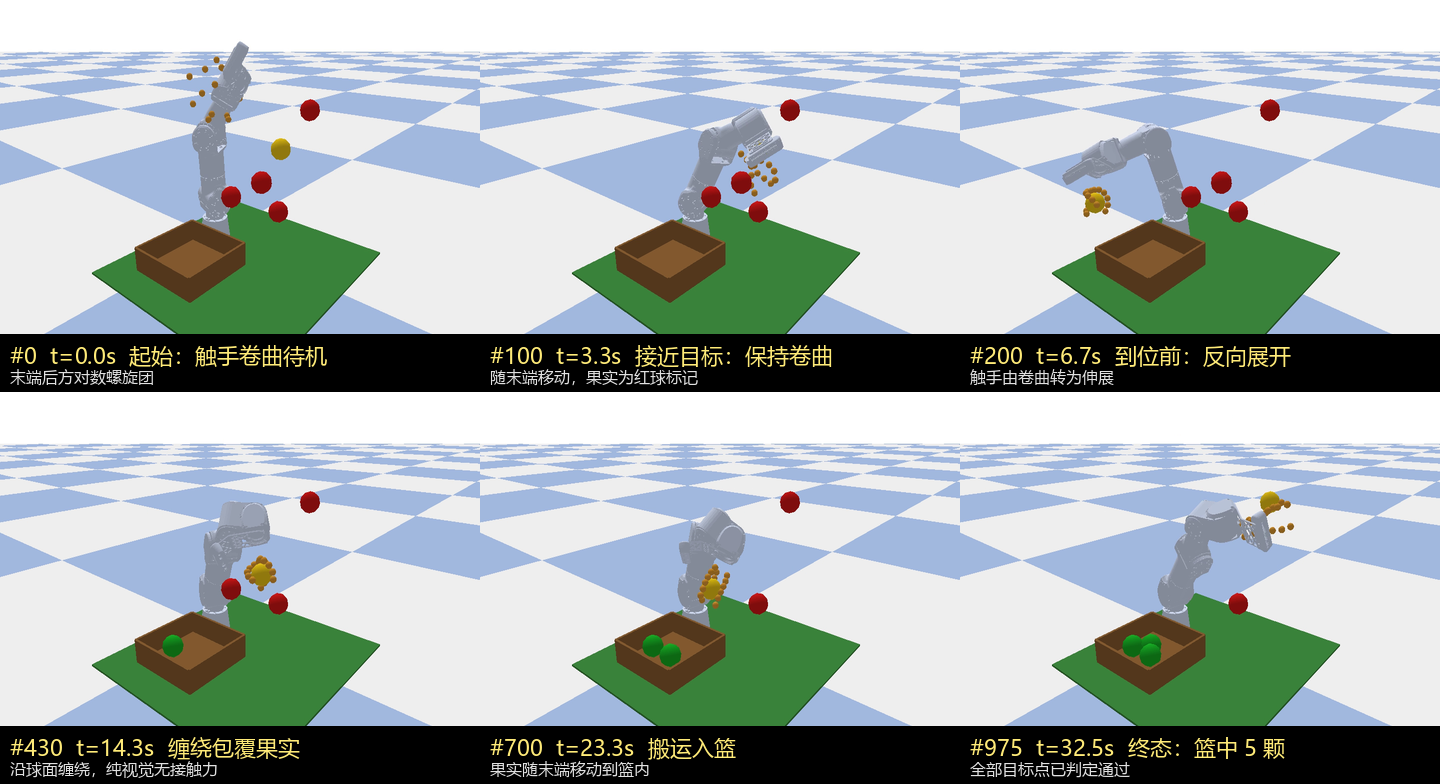 #0 t=0.0s 起始：触手卷曲待机
末端后方对数螺旋团
#100 t=3.3s 接近目标：保持卷曲
随末端移动，果实为红球标记
#200 t=6.7s 到位前：反向展开
触手由卷曲转为伸展
#430 t=14.3s 缠绕包覆果实
沿球面缠绕，纯视觉无接触力
#700 t=23.3s 搬运入篮
果实随末端移动到篮内
#975 t=32.5s 终态：篮中 5 颗
全部目标点已判定通过